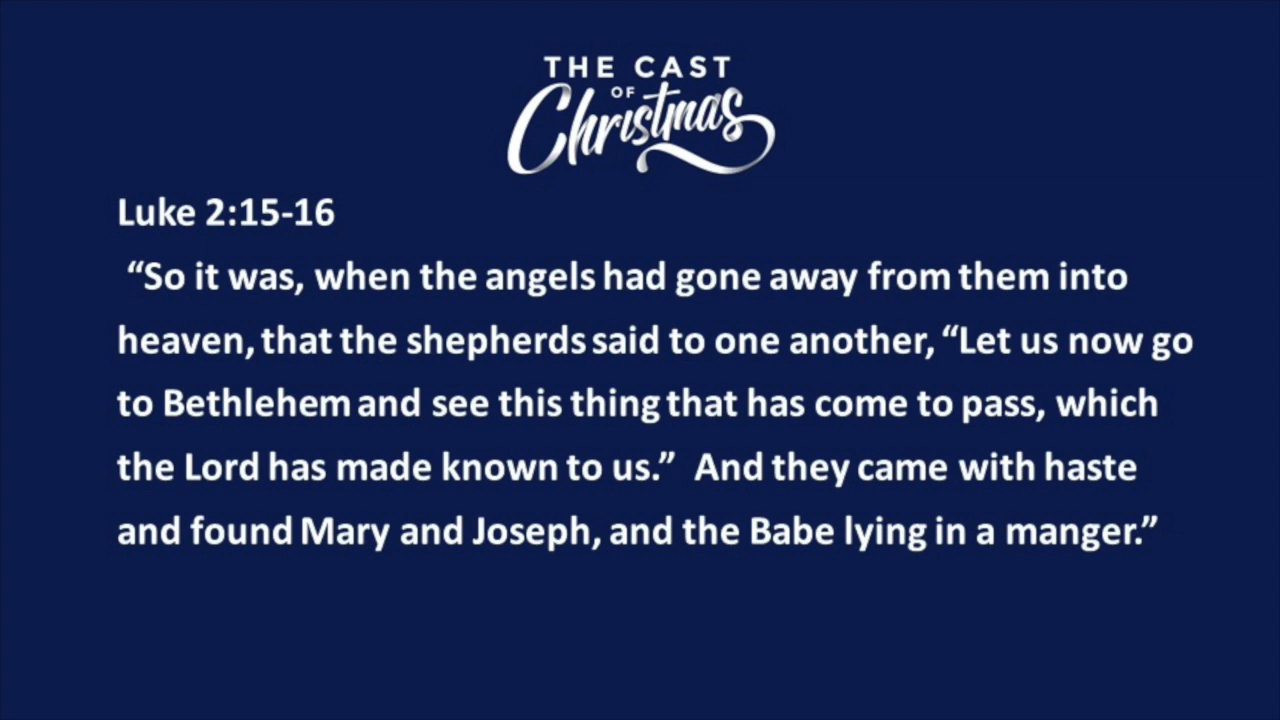 THE CAST
OF
Christmas
Luke 2:15-16
“So it was, when the angels had gone away from them into
heaven, that the shepherds said to one another, “Let us now go
to Bethlehem and see this thing that has come to pass, which
the Lord has made known to us.”  And they came with haste
and found Mary and Joseph, and the Babe lying in a manger.”